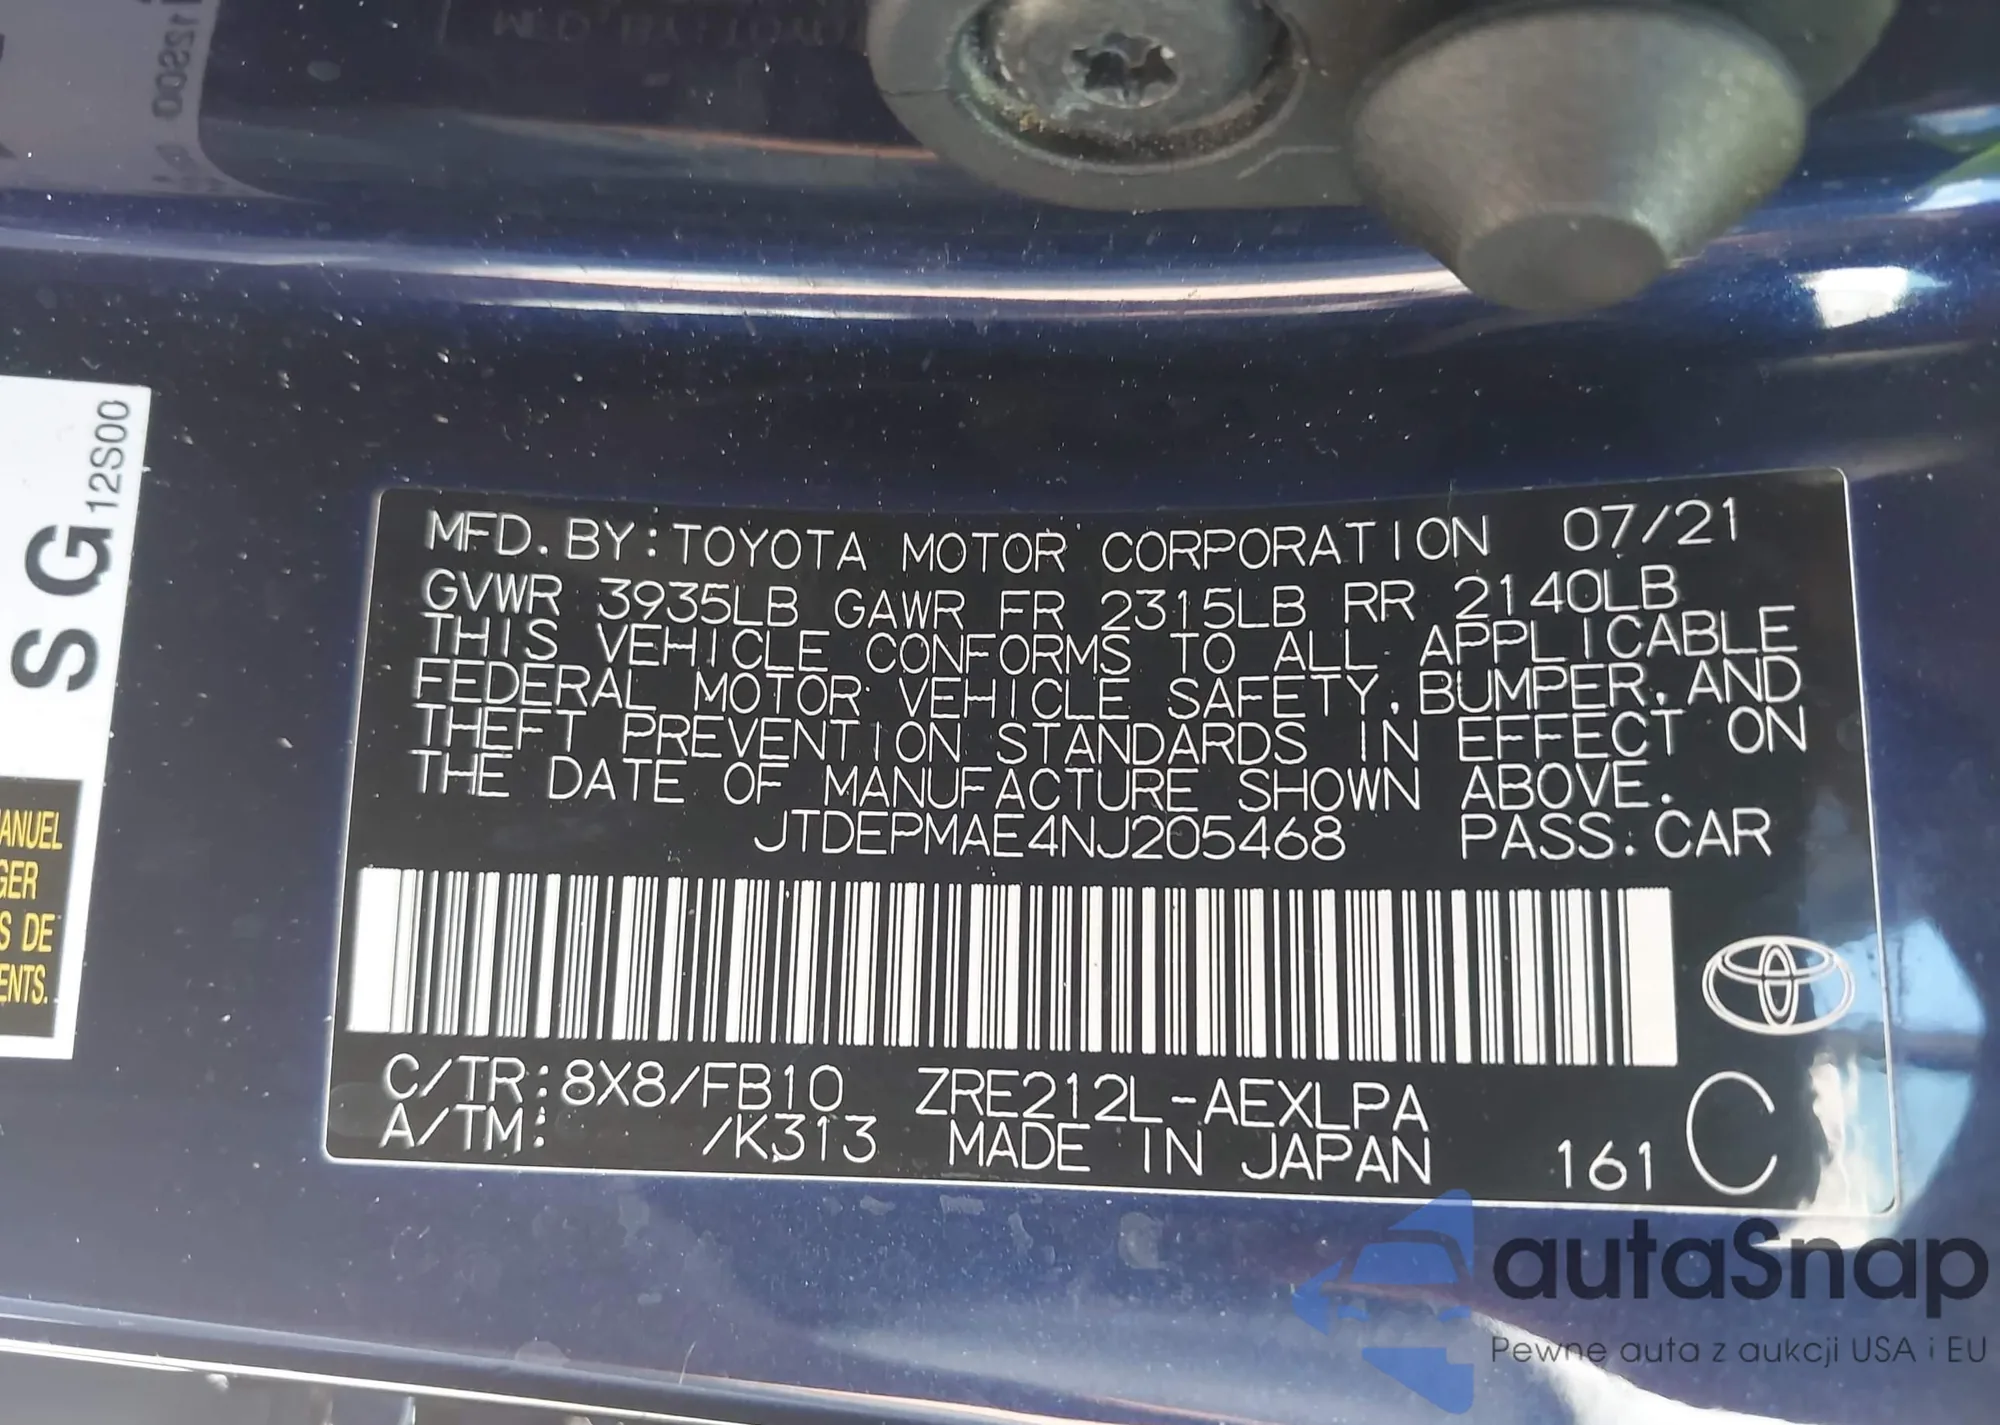 12S00
S G
ANUEL
GER
S DE
ENTS.
MFD. BY: TOYOTA MOTOR CORPORATION 07/21
GVWR 3935LB GAWR FR 2315LB RR 2140LB
THIS VEHICLE CONFORMS TO ALL APPLICABLE
FEDERAL MOTOR VEHICLE SAFETY, BUMPER, AND
THEFT PREVENTION STANDARDS IN EFFECT ON
THE DATE OF MANUFACTURE SHOWN ABOVE.
JTDEPMAE4NJ205468 PASS. CAR
C/TR: 8X8/FB10 ZRE212L-AEXLPA
A/TM: /K313 MADE IN JAPAN 161 C
autaSnap
Pewne auta z aukcji USA i EU